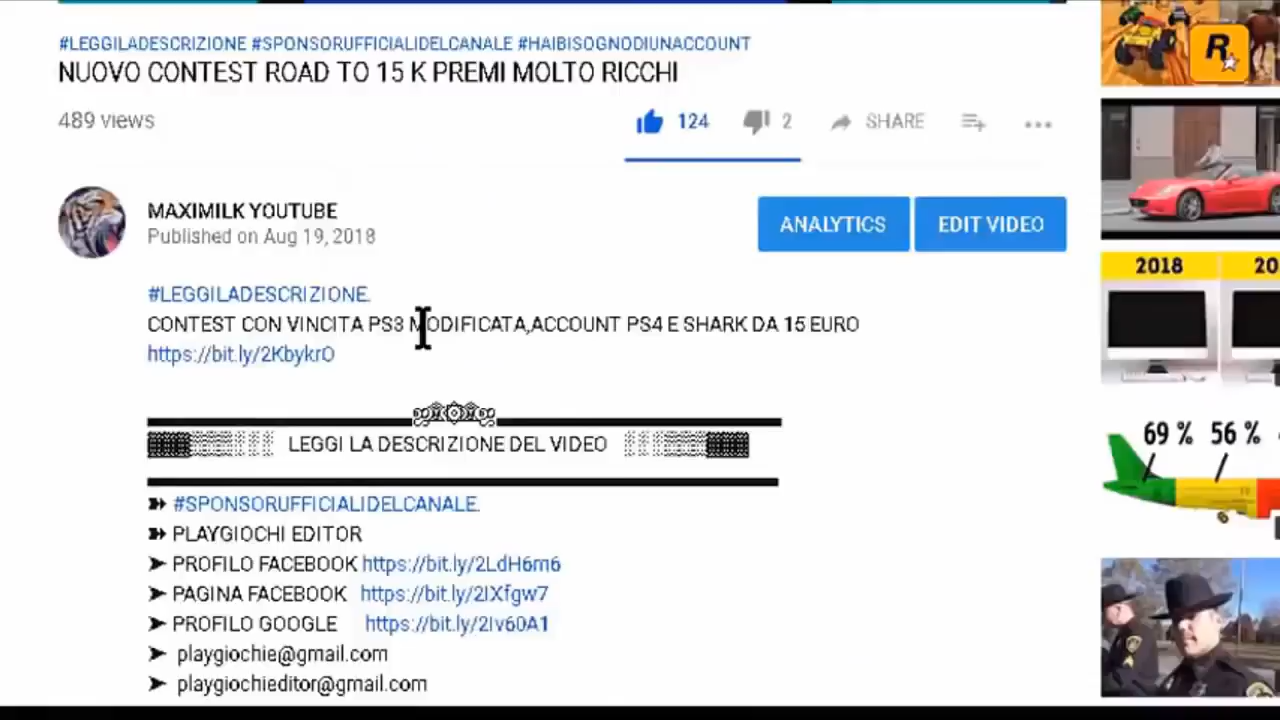 #LEGGILADESCRIZIONE #SPONSORUFFICIALIDELCANALE #HAIBISOGNODIUNACCOUNT
NUOVO CONTEST ROAD TO 15 K PREMI MOLTO RICCHI
489 views
124
2
SHARE
MAXIMILK YOUTUBE
Published on Aug 19, 2018
ANALYTICS
EDIT VIDEO
#LEGGILADESCRIZIONE.
CONTEST CON VINCITA PS3 MODIFICATA,ACCOUNT PS4 E SHARK DA 15 EURO
https://bit.ly/2KbykrO
LEGGI LA DESCRIZIONE DEL VIDEO
➽ #SPONSORUFFICIALIDELCANALE.
➽ PLAYGIOCHI EDITOR
➤ PROFILO FACEBOOK https://bit.ly/2LdH6m6
➤ PAGINA FACEBOOK https://bit.ly/2IXfgw7
➤ PROFILO GOOGLE https://bit.ly/2Iv60A1
➤ playgiochie@gmail.com
➤ playgiochieditor@gmail.com
R
2018
20
69 % 56 %